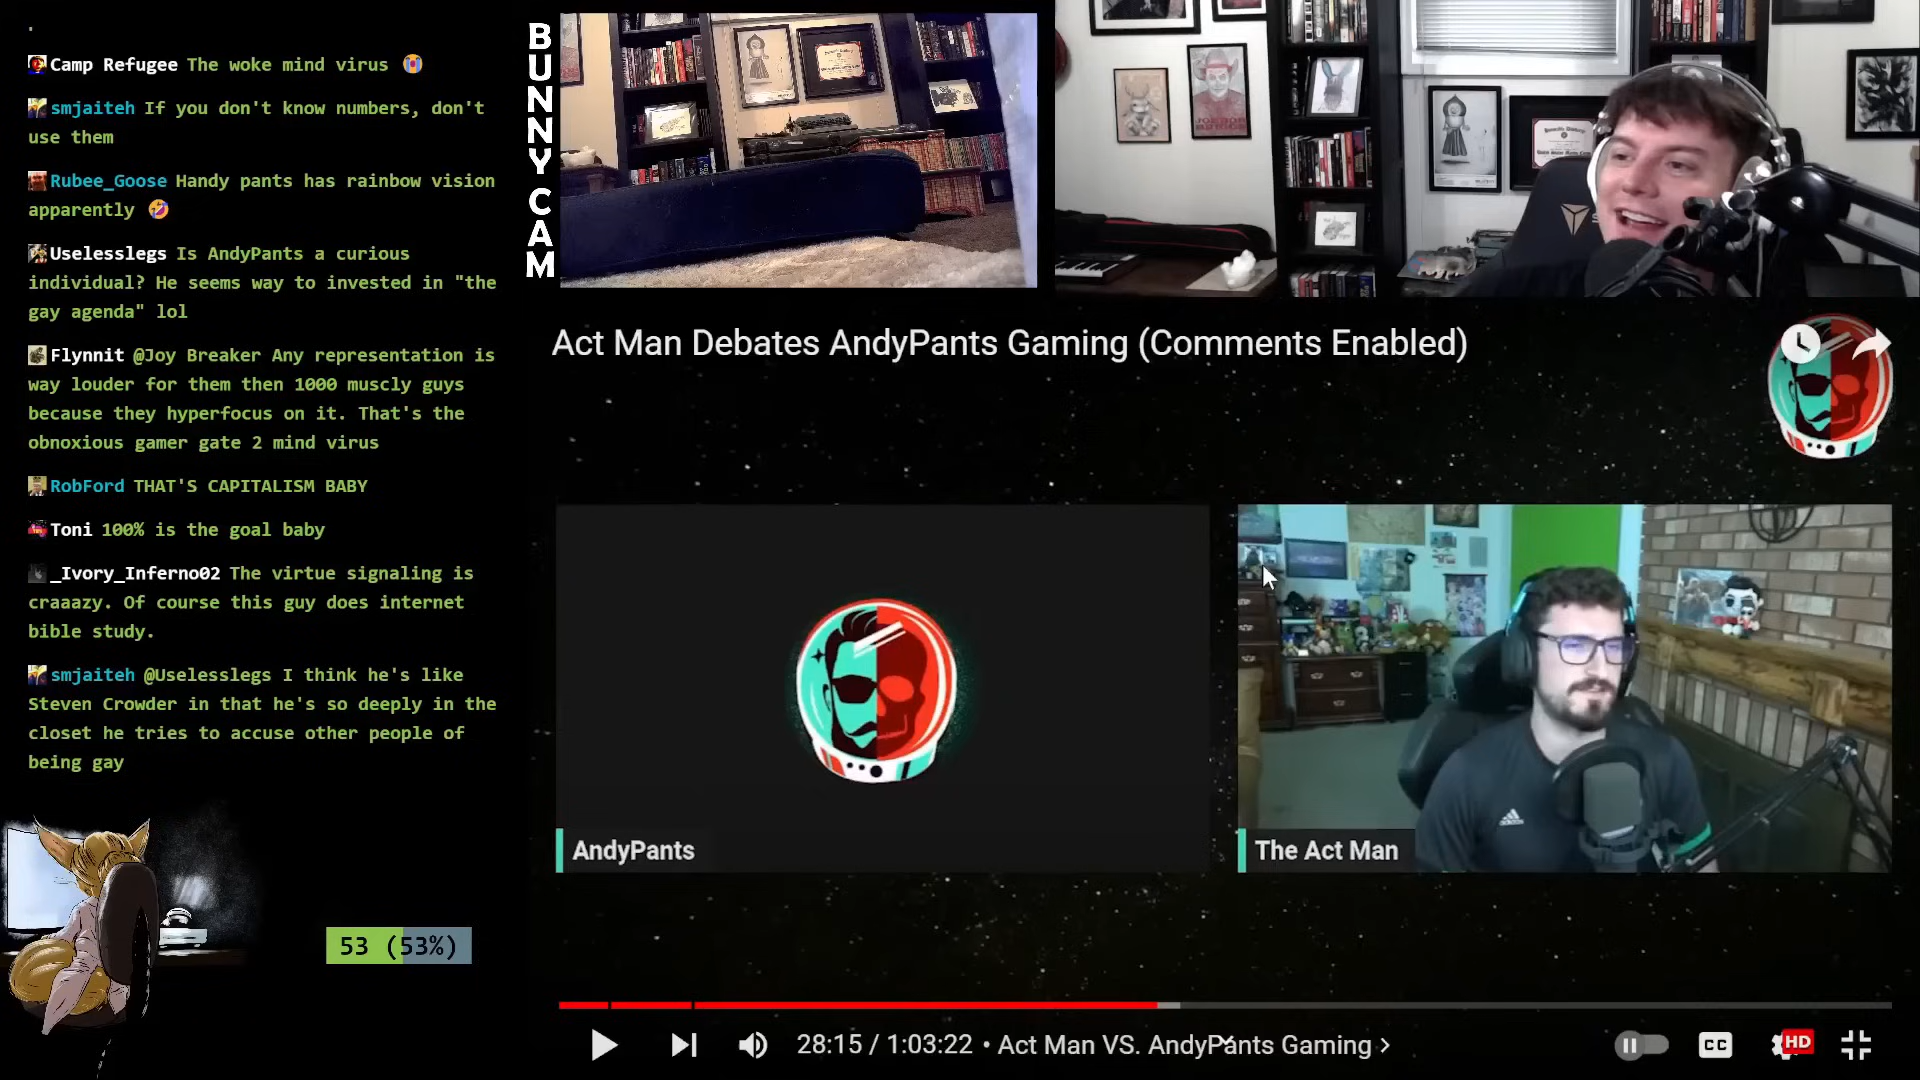 Camp Refugee The woke mind virus
smjaiteh If you don't know numbers, don't
use them
Rubee_Goose Handy pants has rainbow vision
apparently
Uselesslegs Is AndyPants a curious
individual? He seems way to invested in "the
gay agenda" lol
Flynnit @Joy Breaker Any representation is
way louder for them then 1000 muscly guys
because they hyperfocus on it. That's the
obnoxious gamer gate 2 mind virus
RobFord THAT'S CAPITALISM BABY
Toni 100% is the goal baby
_Ivory_Inferno02 The virtue signaling is
craaazy. Of course this guy does internet
bible study.
smjaiteh @Uselesslegs I think he's like
Steven Crowder in that he's so deeply in the
closet he tries to accuse other people of
being gay
53 (53%)
BUNNY CAM
Act Man Debates AndyPants Gaming (Comments Enabled)
AndyPants
The Act Man
28:15 / 1:03:22 • Act Man VS. AndyPants Gaming
CC
HD